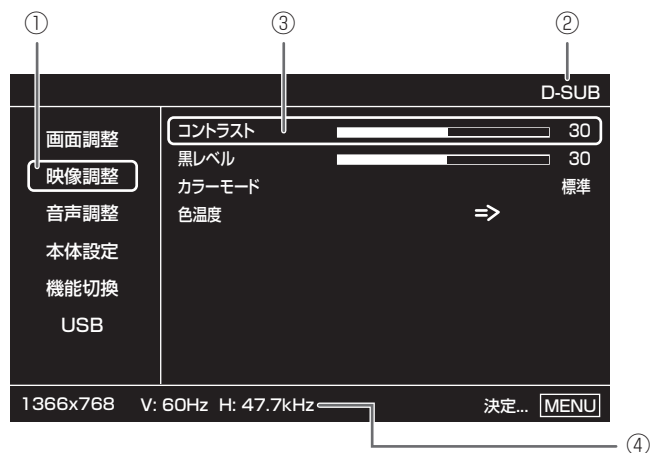 ① ③ ②
D-SUB
画面調整
映像調整
音声調整
本体設定
機能切換
USB
コントラスト 30
黒レベル 30
カラーモード 標準
色温度 =>
1366x768 V: 60Hz H: 47.7kHz 決定... MENU
④